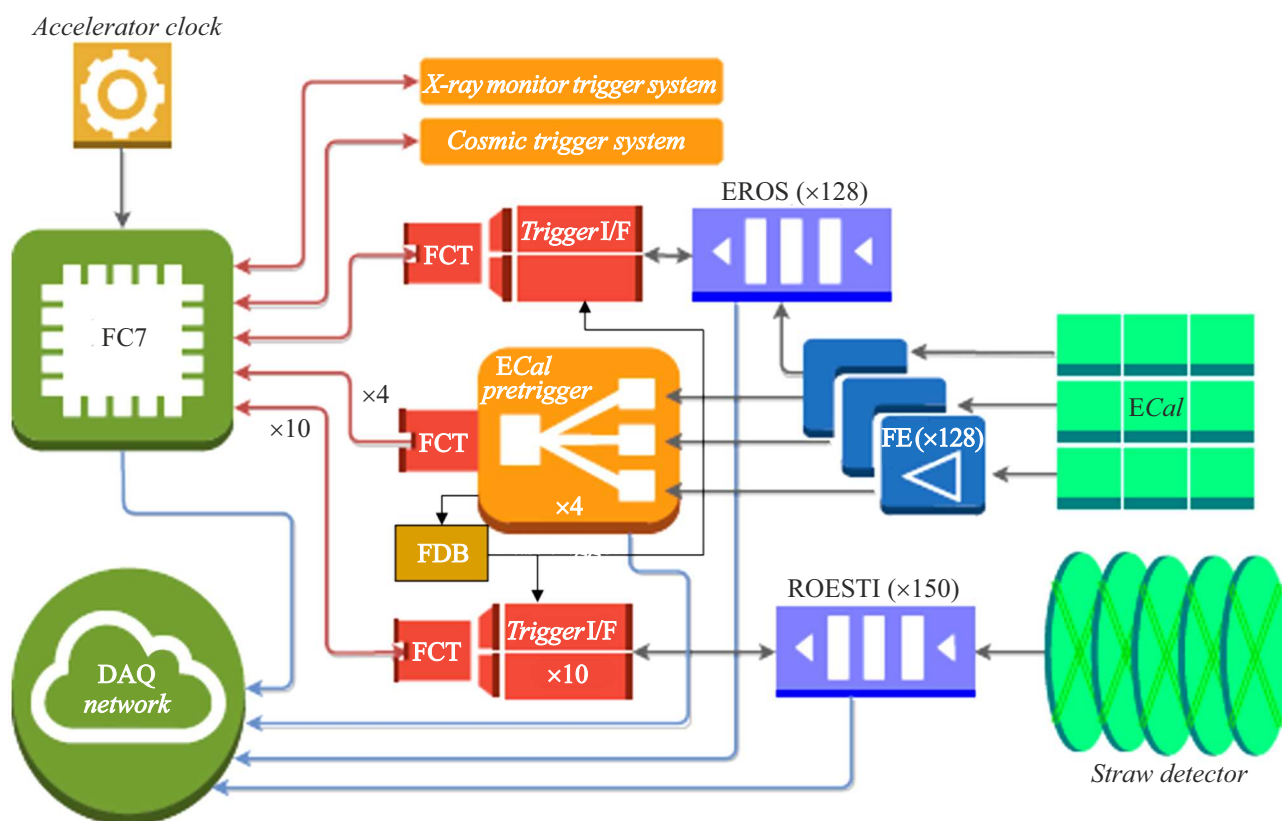 Accelerator clock
X-ray monitor trigger system
Cosmic trigger system
EROS (×128)
Trigger I/F
FCT
FC7
ECal
pretrigger
×4
×10
FCT
FE (×128)
ECal
×4
FDB
ROESTI (×150)
Trigger I/F
FCT
×10
DAQ
network
Straw detector